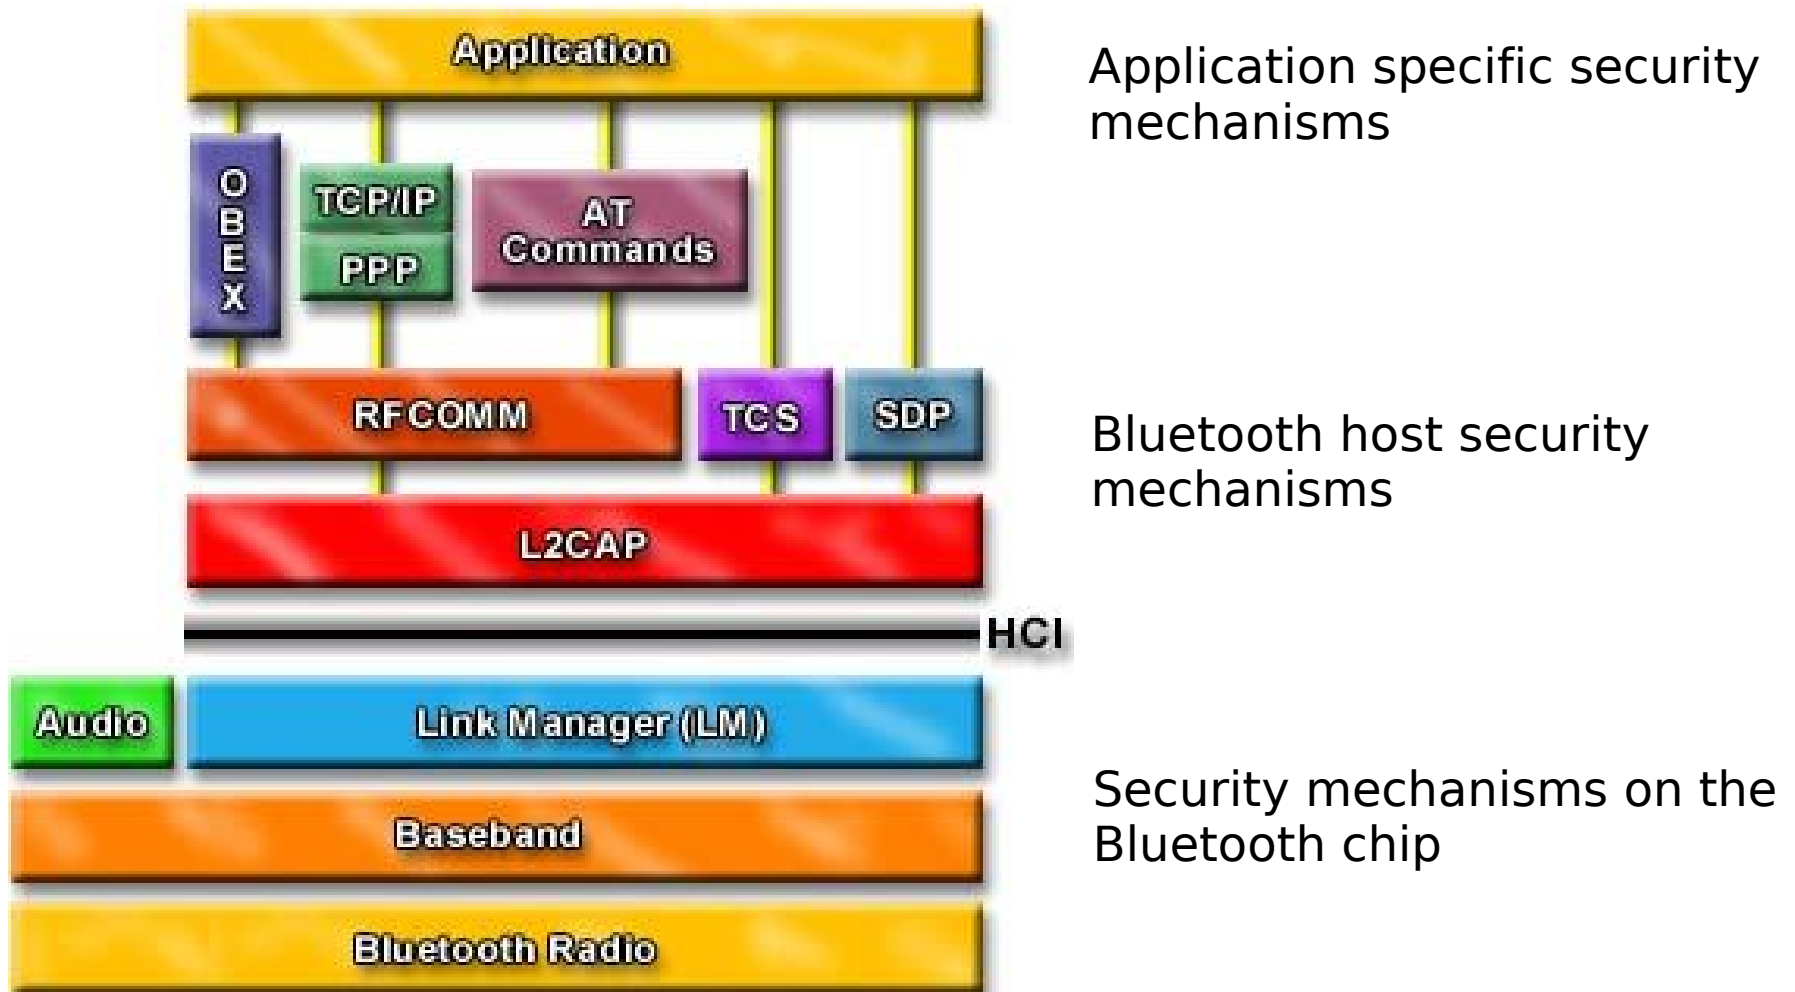 Application
Application specific security
mechanisms
O
B
E
X
TCP/IP
PPP
AT
Commands
RFCOMM
TCS
SDP
Bluetooth host security
mechanisms
L2CAP
HCI
Audio
Link Manager (LM)
Security mechanisms on the
Bluetooth chip
Baseband
Bluetooth Radio